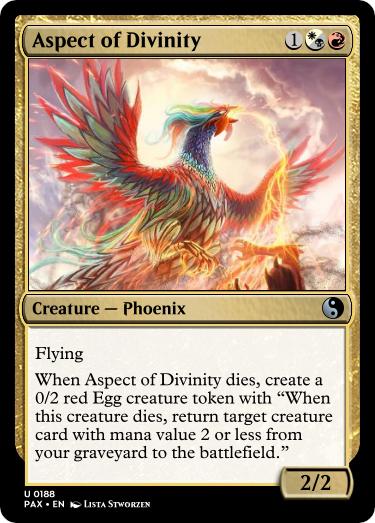 Aspect of Divinity 1
Creature — Phoenix
Flying
When Aspect of Divinity dies, create a
0/2 red Egg creature token with “When
this creature dies, return target creature
card with mana value 2 or less from
your graveyard to the battlefield.”
2/2
U 0188
PAX • EN Lista Stworzen